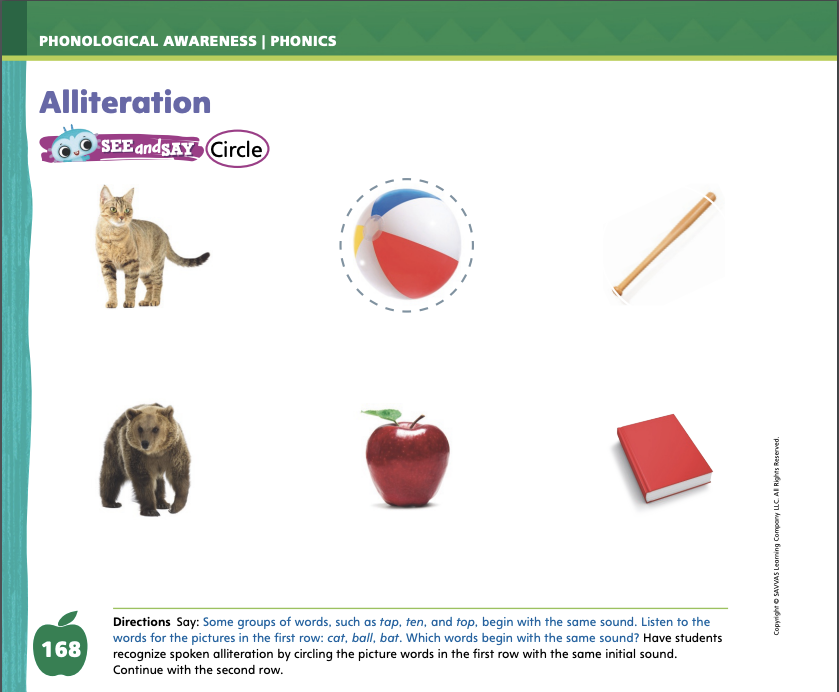 PHONOLOGICAL AWARENESS | PHONICS
Alliteration
SEE and SAY Circle
Copyright © SAVVAS Learning Company LLC. All Rights Reserved.
Directions Say: Some groups of words, such as tap, ten, and top, begin with the same sound. Listen to the
words for the pictures in the first row: cat, ball, bat. Which words begin with the same sound? Have students
recognize spoken alliteration by circling the picture words in the first row with the same initial sound.
Continue with the second row.
168